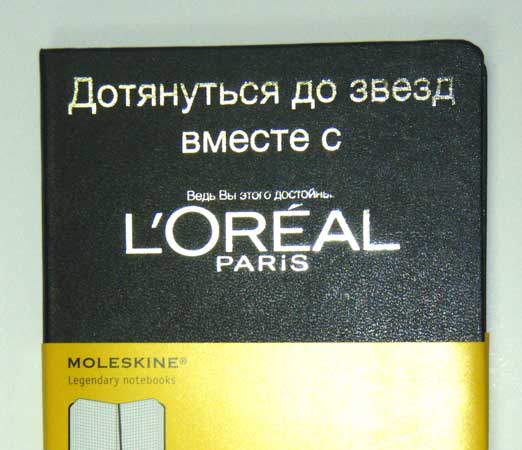 Дотянуться до звезд
вместе с
Ведь Вы этого достойны.
L'ORÉAL
PARiS
MOLESKINE®
Legendary notebooks